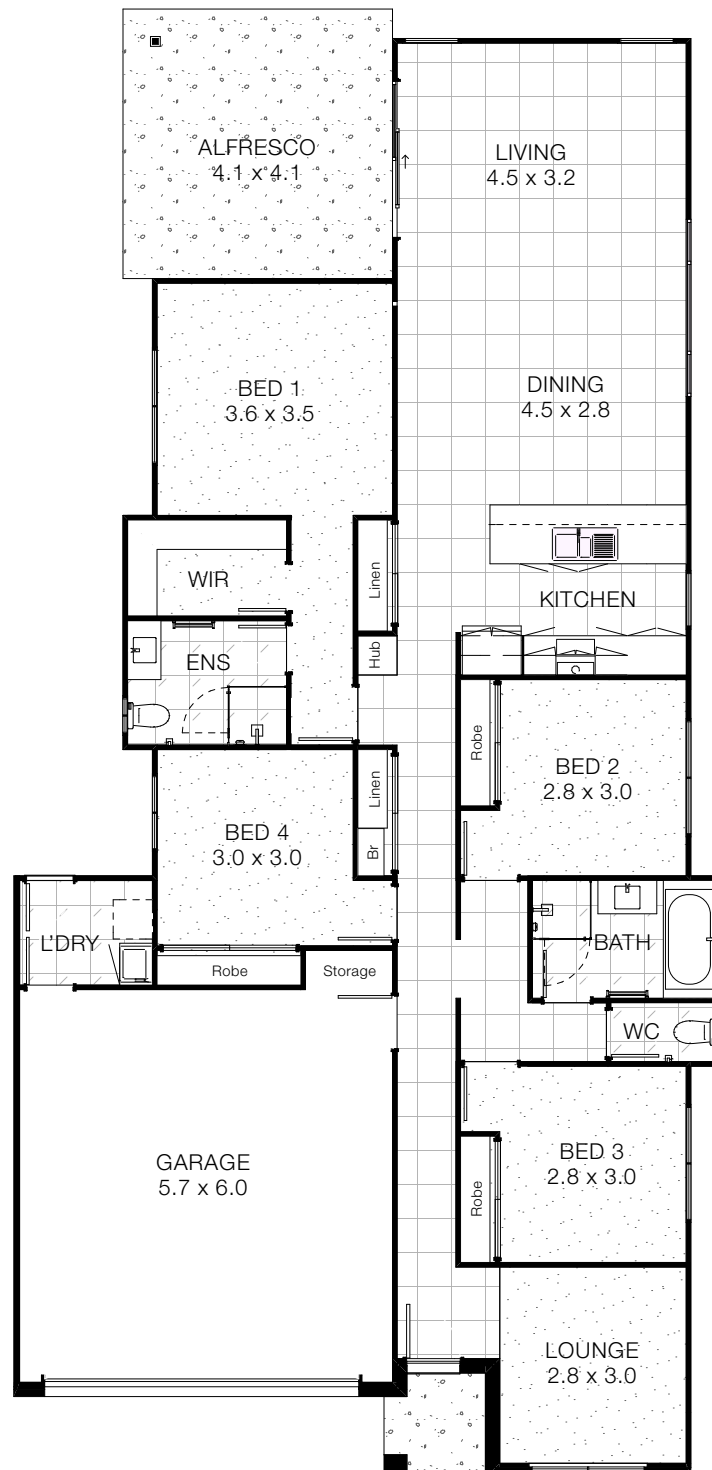 ALFRESCO
4.1 x 4.1
LIVING
4.5 x 3.2
BED 1
3.6 x 3.5
DINING
4.5 x 2.8
WIR
Linen
KITCHEN
ENS
Hub
Robe
BED 2
2.8 x 3.0
Linen
BED 4
3.0 x 3.0
Br
L'DRY
BATH
Robe
Storage
WC
GARAGE
5.7 x 6.0
BED 3
2.8 x 3.0
Robe
LOUNGE
2.8 x 3.0